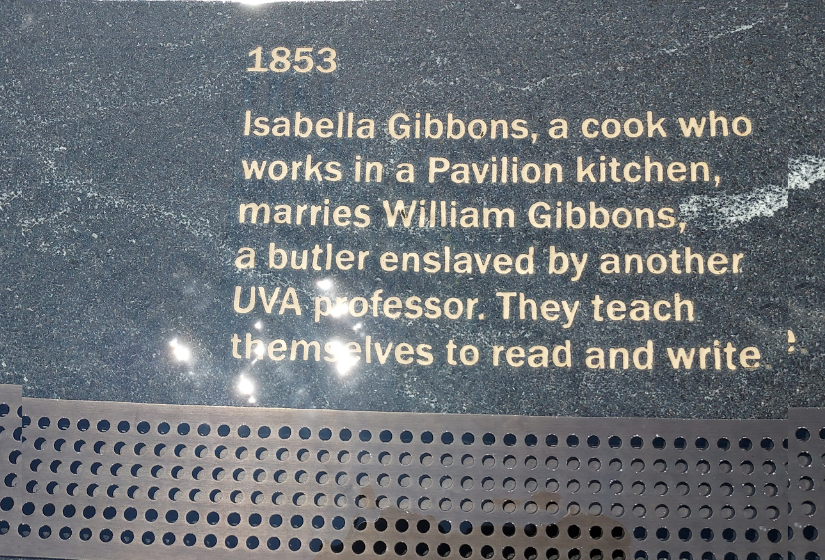 1853
Isabella Gibbons, a cook who
works in a Pavilion kitchen,
marries William Gibbons,
a butler enslaved by another
UVA professor. They teach
themselves to read and write